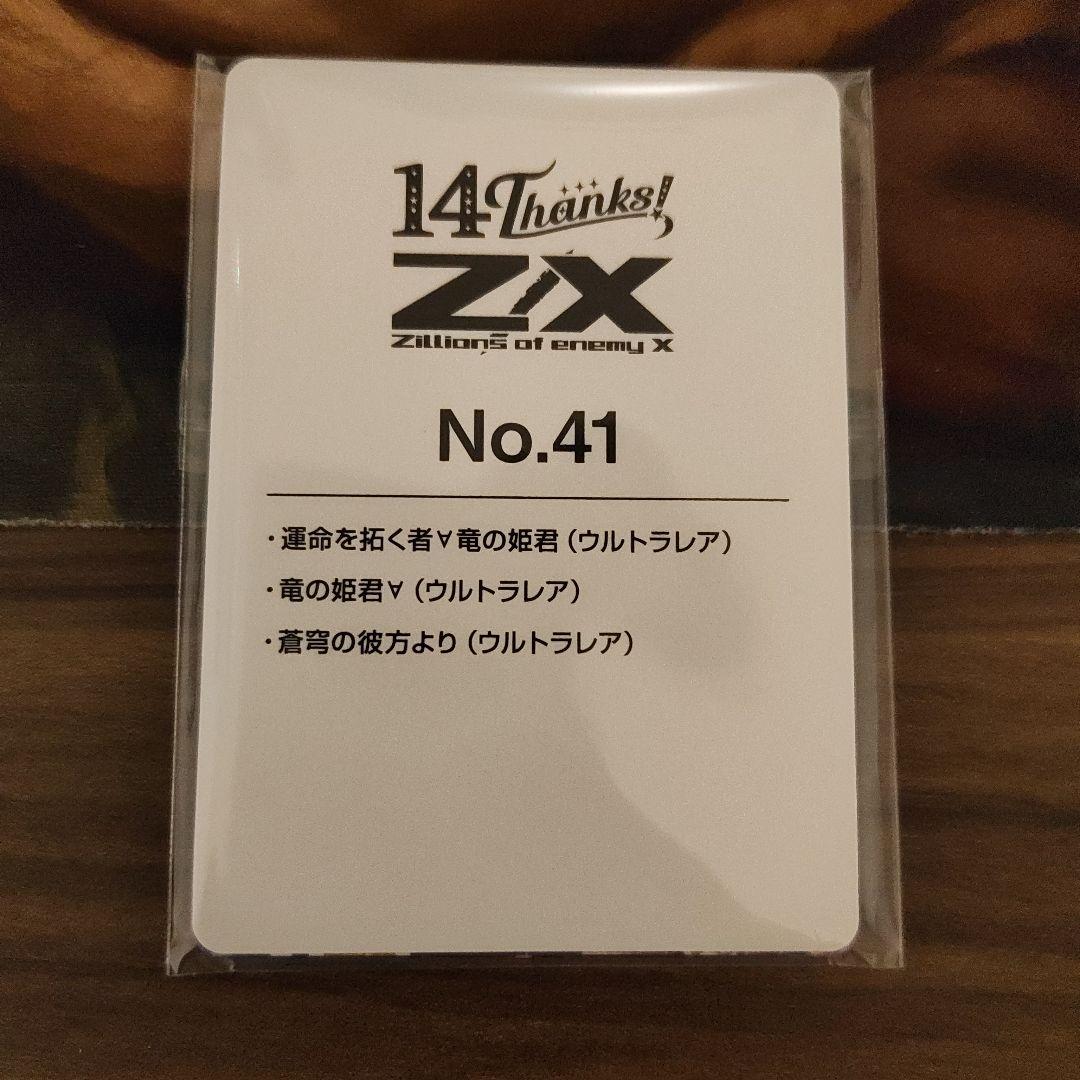 14Thanks!
Z/X
Zillions of enemy X
No.41
・運命を拓く者∀竜の姫君(ウルトラレア)
・竜の姫君∀(ウルトラレア)
・蒼穹の彼方より(ウルトラレア)